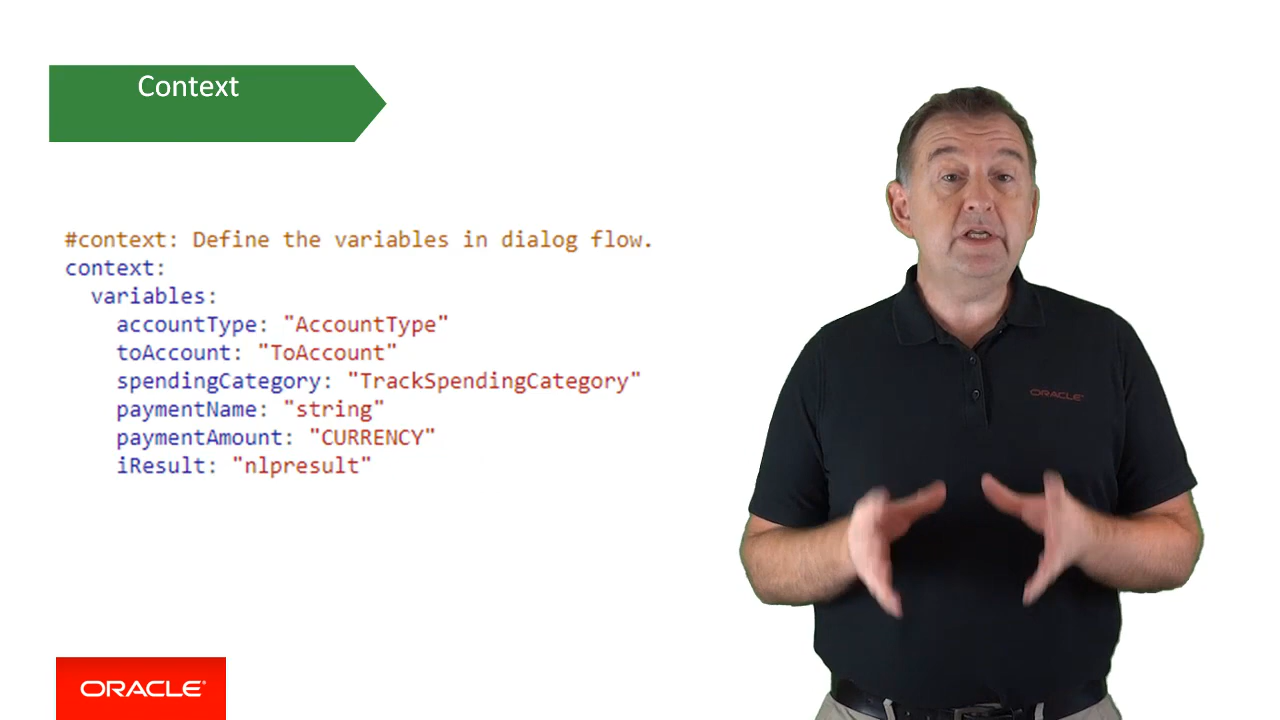 Context
#context: Define the variables in dialog flow.
context:
  variables:
    accountType: "AccountType"
    toAccount: "ToAccount"
    spendingCategory: "TrackSpendingCategory"
    paymentName: "string"
    paymentAmount: "CURRENCY"
    iResult: "nlpresult"
ORACLE
ORACLE®